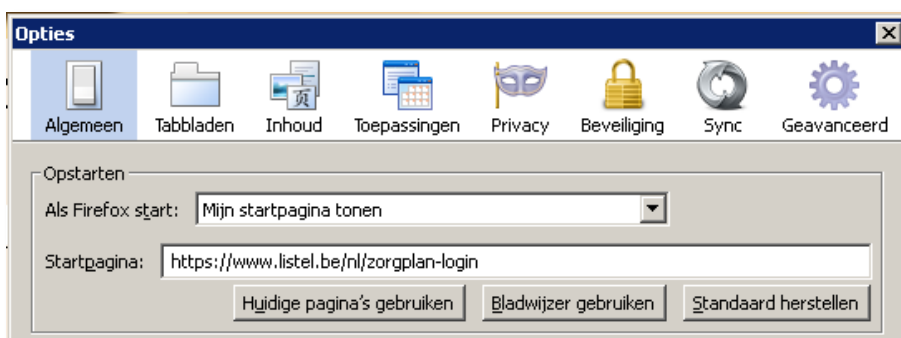 Opties
Algemeen Tabbladen Inhoud Toepassingen Privacy Beveiliging Sync Geavanceerd
页
Opstarten
Als Firefox start: Mijn startpagina tonen
Startpagina: https://www.listel.be/nl/zorgplan-login
Huidige pagina's gebruiken Bladwijzer gebruiken Standaard herstellen